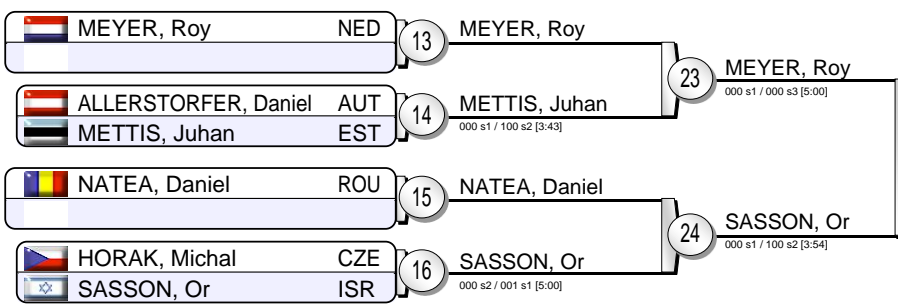 MEYER, Roy NED
13
MEYER, Roy
ALLERSTORFER, Daniel AUT
METTIS, Juhan EST
14
METTIS, Juhan
000 s1 / 100 s2 [3:43]
23
MEYER, Roy
000 s1 / 000 s3 [5:00]
NATEA, Daniel ROU
15
NATEA, Daniel
HORAK, Michal CZE
SASSON, Or ISR
16
SASSON, Or
000 s2 / 001 s1 [5:00]
24
SASSON, Or
000 s1 / 100 s2 [3:54]